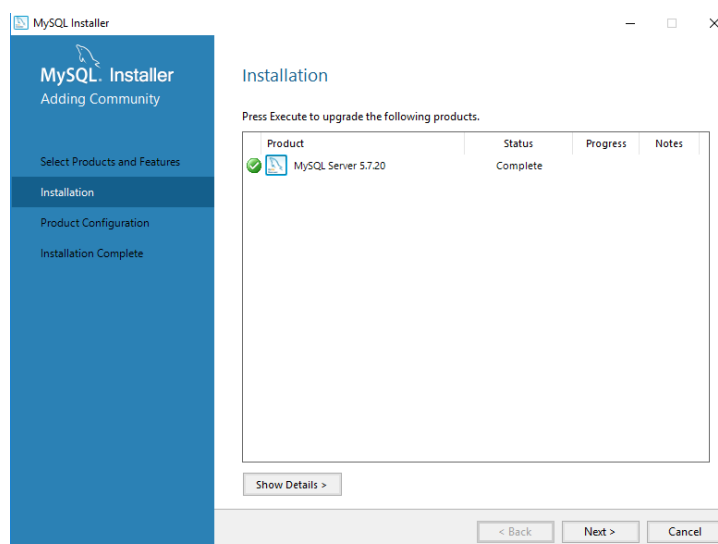 MySQL Installer
MySQL. Installer
Adding Community
Select Products and Features
Installation
Product Configuration
Installation Complete
Installation
Press Execute to upgrade the following products.
Product Status Progress Notes
MySQL Server 5.7.20 Complete
Show Details >
< Back Next > Cancel